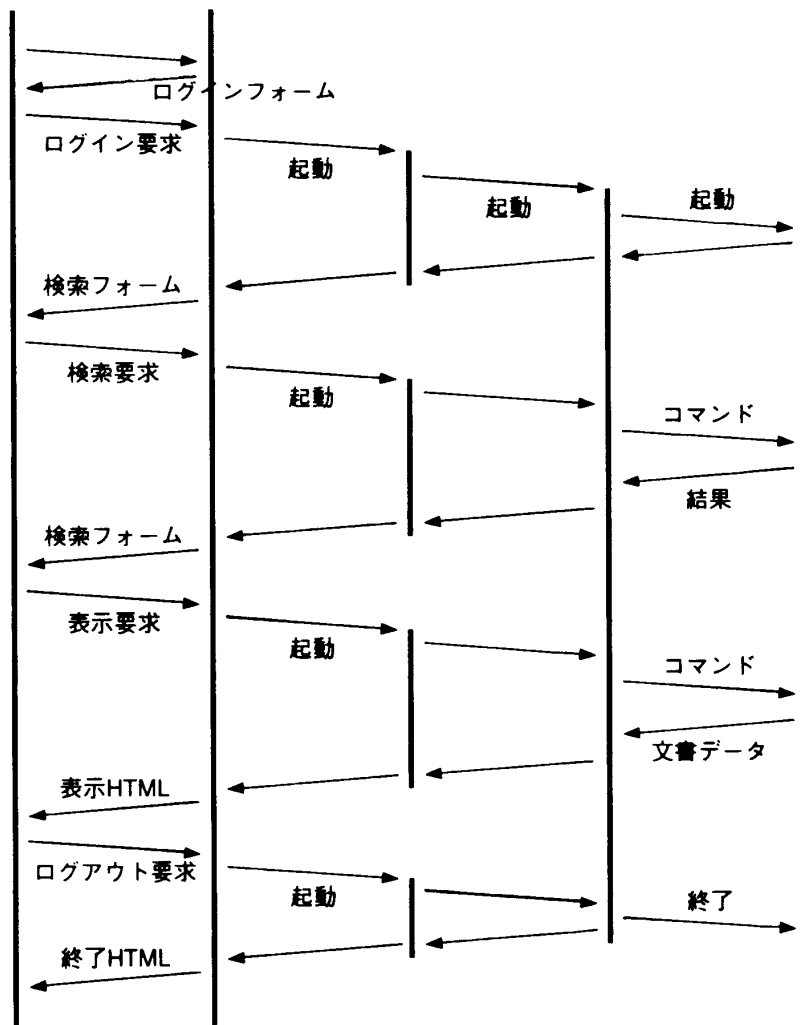 ログインフォーム
ログイン要求
起動
起動
起動
検索フォーム
検索要求
起動
コマンド
結果
検索フォーム
表示要求
起動
コマンド
文書データ
表示HTML
ログアウト要求
起動
終了
終了HTML